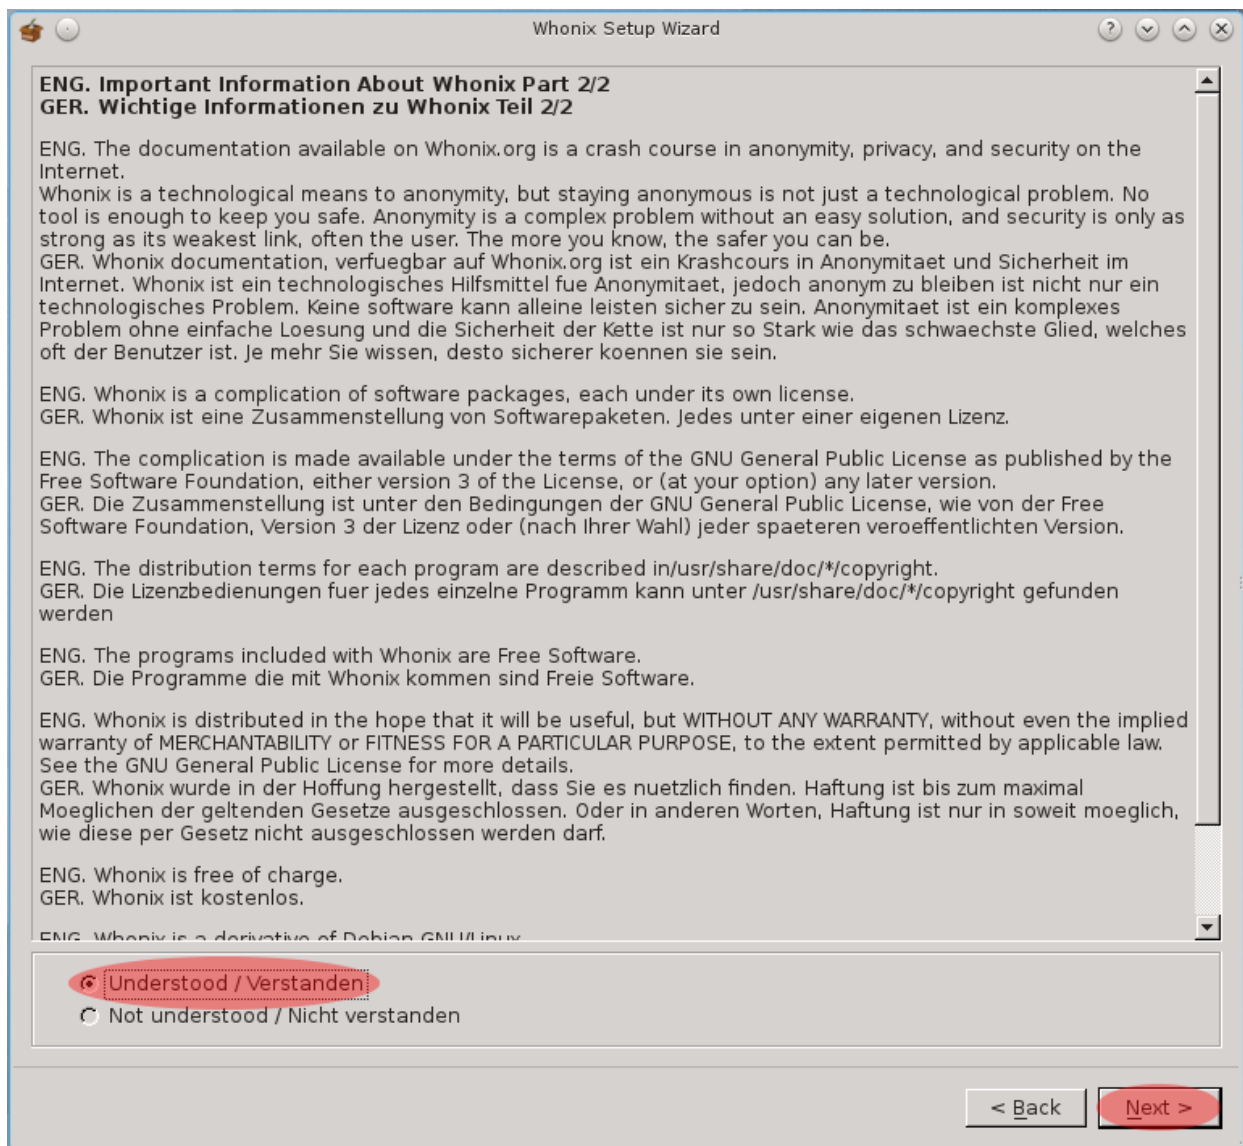 Whonix Setup Wizard
ENG. Important Information About Whonix Part 2/2
GER. Wichtige Informationen zu Whonix Teil 2/2
ENG. The documentation available on Whonix.org is a crash course in anonymity, privacy, and security on the
Internet.
Whonix is a technological means to anonymity, but staying anonymous is not just a technological problem. No
tool is enough to keep you safe. Anonymity is a complex problem without an easy solution, and security is only as
strong as its weakest link, often the user. The more you know, the safer you can be.
GER. Whonix documentation, verfuegbar auf Whonix.org ist ein Krashcours in Anonymitaet und Sicherheit im
Internet. Whonix ist ein technologisches Hilfsmittel fue Anonymitaet, jedoch anonym zu bleiben ist nicht nur ein
technologisches Problem. Keine software kann alleine leisten sicher zu sein. Anonymitaet ist ein komplexes
Problem ohne einfache Loesung und die Sicherheit der Kette ist nur so Stark wie das schwaechste Glied, welches
oft der Benutzer ist. Je mehr Sie wissen, desto sicherer koennen sie sein.
ENG. Whonix is a complication of software packages, each under its own license.
GER. Whonix ist eine Zusammenstellung von Softwarepaketen. Jedes unter einer eigenen Lizenz.
ENG. The complication is made available under the terms of the GNU General Public License as published by the
Free Software Foundation, either version 3 of the License, or (at your option) any later version.
GER. Die Zusammenstellung ist unter den Bedingungen der GNU General Public License, wie von der Free
Software Foundation, Version 3 der Lizenz oder (nach Ihrer Wahl) jeder spaeteren veroeffentlichten Version.
ENG. The distribution terms for each program are described in/usr/share/doc/*/copyright.
GER. Die Lizenzbedienungen fuer jedes einzelne Programm kann unter /usr/share/doc/*/copyright gefunden
werden
ENG. The programs included with Whonix are Free Software.
GER. Die Programme die mit Whonix kommen sind Freie Software.
ENG. Whonix is distributed in the hope that it will be useful, but WITHOUT ANY WARRANTY, without even the implied
warranty of MERCHANTABILITY or FITNESS FOR A PARTICULAR PURPOSE, to the extent permitted by applicable law.
See the GNU General Public License for more details.
GER. Whonix wurde in der Hoffung hergestellt, dass Sie es nuetzlich finden. Haftung ist bis zum maximal
Moeglichen der geltenden Gesetze ausgeschlossen. Oder in anderen Worten, Haftung ist nur in soweit moeglich,
wie diese per Gesetz nicht ausgeschlossen werden darf.
ENG. Whonix is free of charge.
GER. Whonix ist kostenlos.
ENG. Whonix is a derivative of Debian GNU/Linux
Understood / Verstanden
Not understood / Nicht verstanden
< Back
Next >